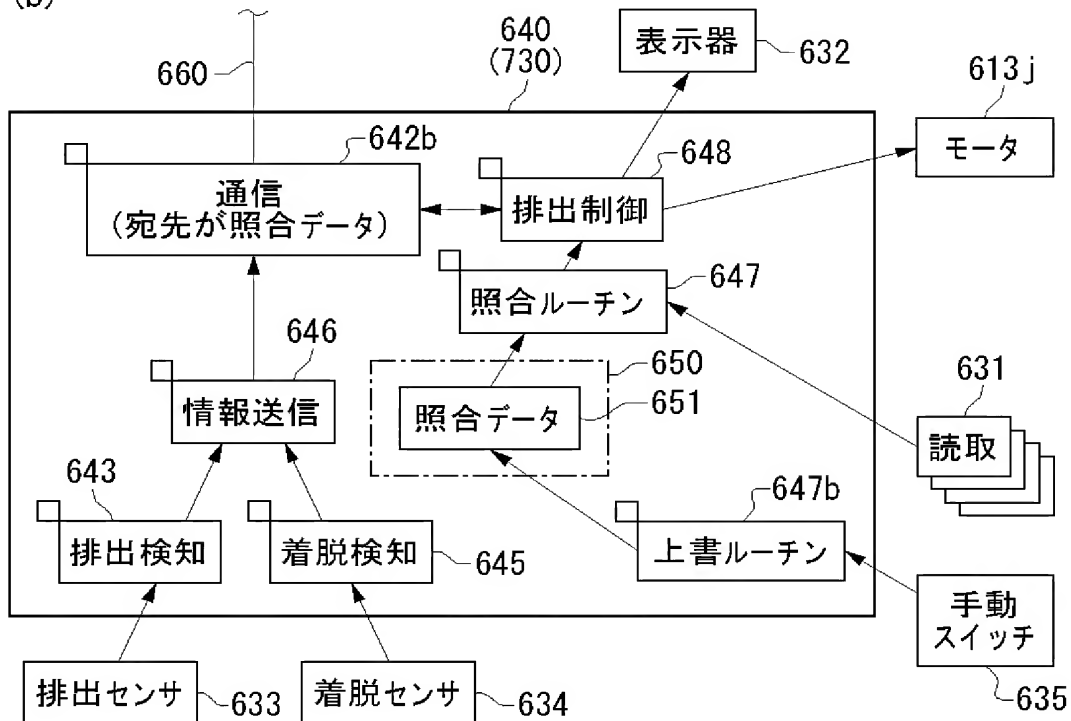 (b)
640
(730)
表示器
632
660
613j
642b
648
モータ
通信
(宛先が照合データ)
排出制御
647
照合ルーチン
646
650
631
情報送信
照合データ
651
読取
643
647b
排出検知
着脱検知
645
上書ルーチン
手動
スイッチ
排出センサ
633
着脱センサ
634
635